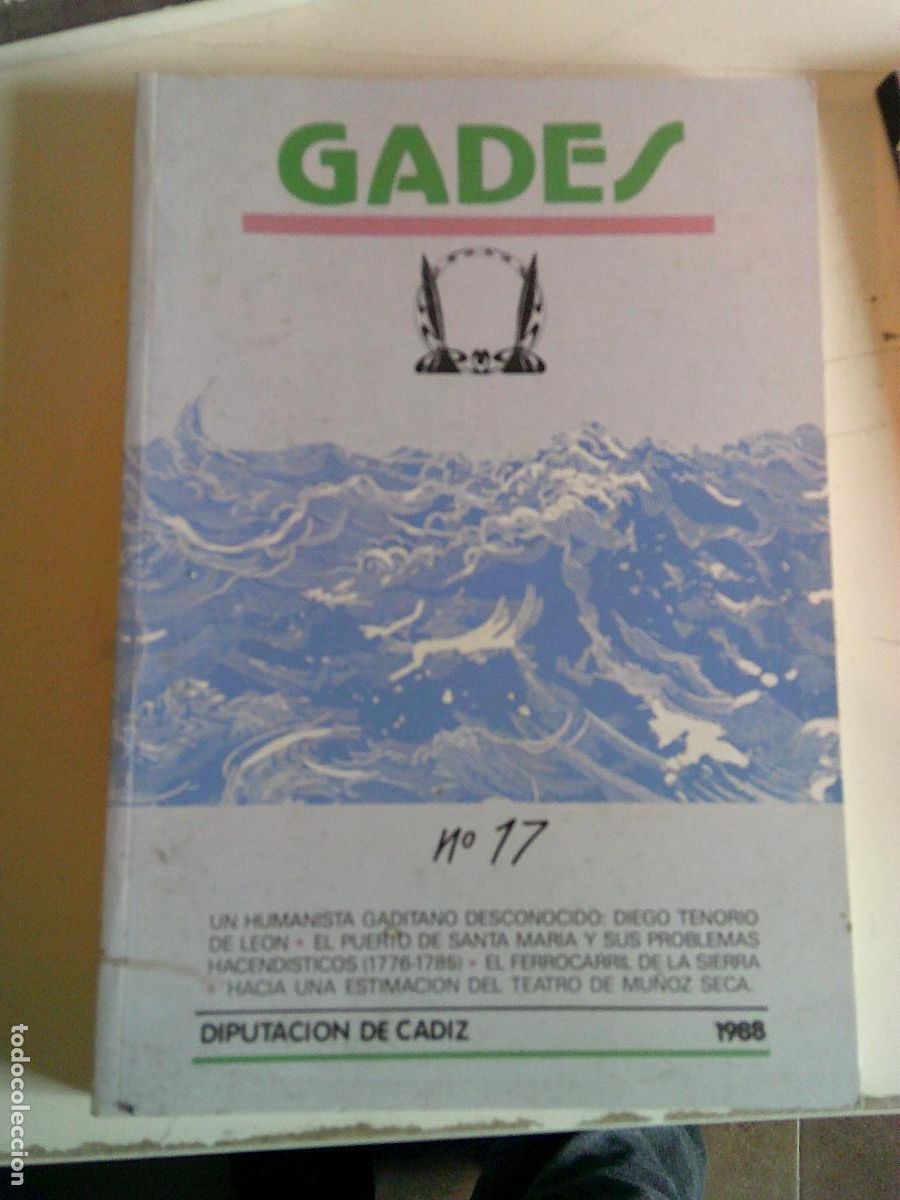 GADES
nº 17
UN HUMANISTA GADITANO DESCONOCIDO: DIEGO TENORIO
DE LEON • EL PUERTO DE SANTA MARIA Y SUS PROBLEMAS
HACENDISTICOS (1776-1785) • EL FERROCARRIL DE LA SIERRA
• HACIA UNA ESTIMACION DEL TEATRO DE MUÑOZ SECA.
DIPUTACION DE CADIZ 1988
todocoleccion